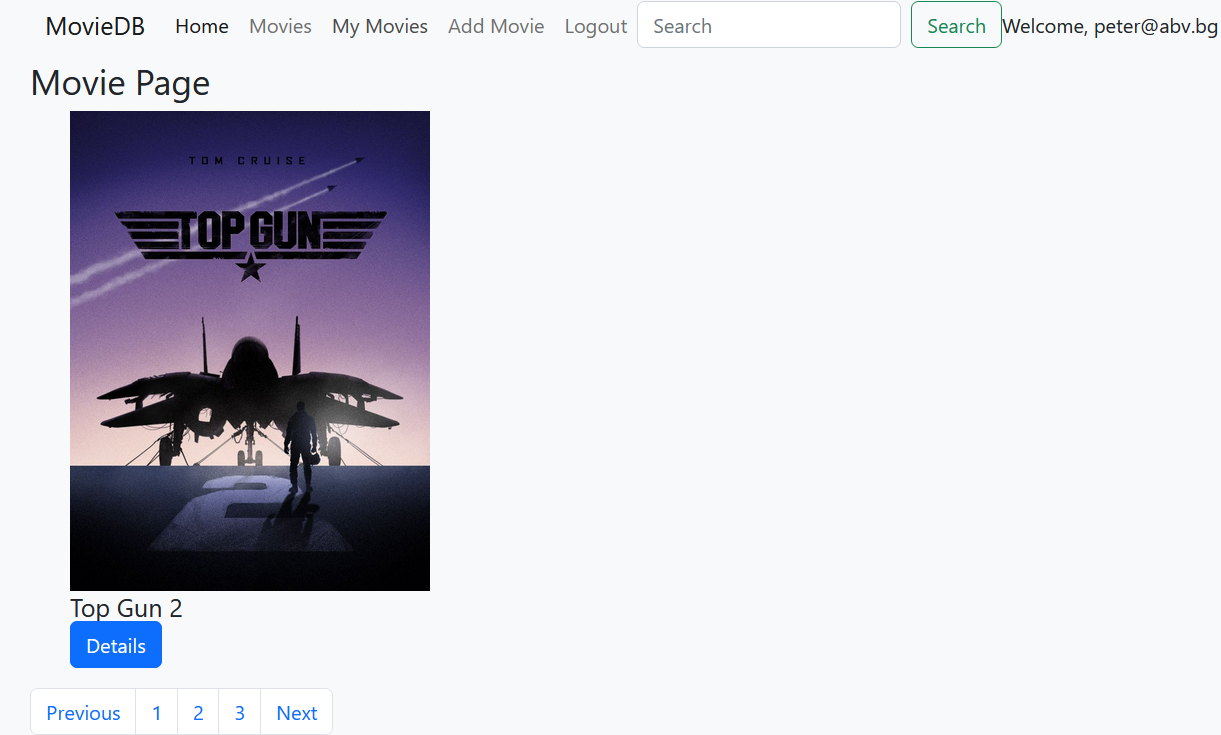 MovieDB Home Movies My Movies Add Movie Logout Search Search Welcome, peter@abv.bg
Movie Page
TOM CRUISE
TOP GUN
2
Top Gun 2
Details
Previous 1 2 3 Next